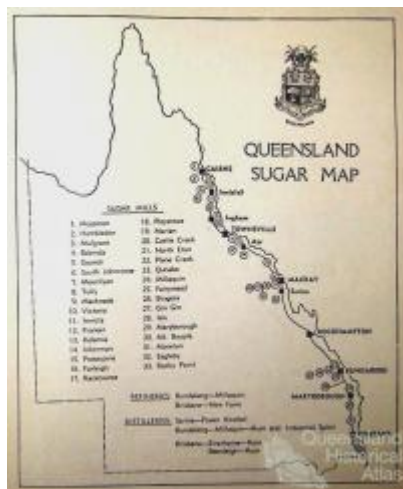 QUEENSLAND
SUGAR MAP
CAIRNS
Innisfail
Ingham
TOWNSVILLE
Ayr
MACKAY
Sarina
ROCKHAMPTON
BUNDABERG
MARYBOROUGH
SUGAR MILLS
1. Mossman
2. Hambledon
3. Mulgrave
4. Babinda
5. Goondi
6. South Johnstone
7. Mourilyan
8. Tully
9. Macknade
10. Victoria
11. Invicta
12. Pioneer
13. Kalamia
14. Inkerman
15. Proserpine
16. Farleigh
17. Racecourse
18. Pleystowe
19. Marian
20. Cattle Creek
21. North Eton
22. Plane Creek
23. Qunaba
24. Millaquin
25. Fairymead
26. Bingera
27. Gin Gin
28. Isis
29. Maryborough
30. Mt. Bauple
31. Moreton
32. Eagleby
33. Rocky Point
REFINERIES Bundaberg—Millaquin
Brisbane—New Farm
DISTILLERIES Sarina—Power Alcohol
Bundaberg—Millaquin—Rum and Industrial Spirit
Brisbane—
Beenleigh—Rum
Queensland
Historical
Atlas